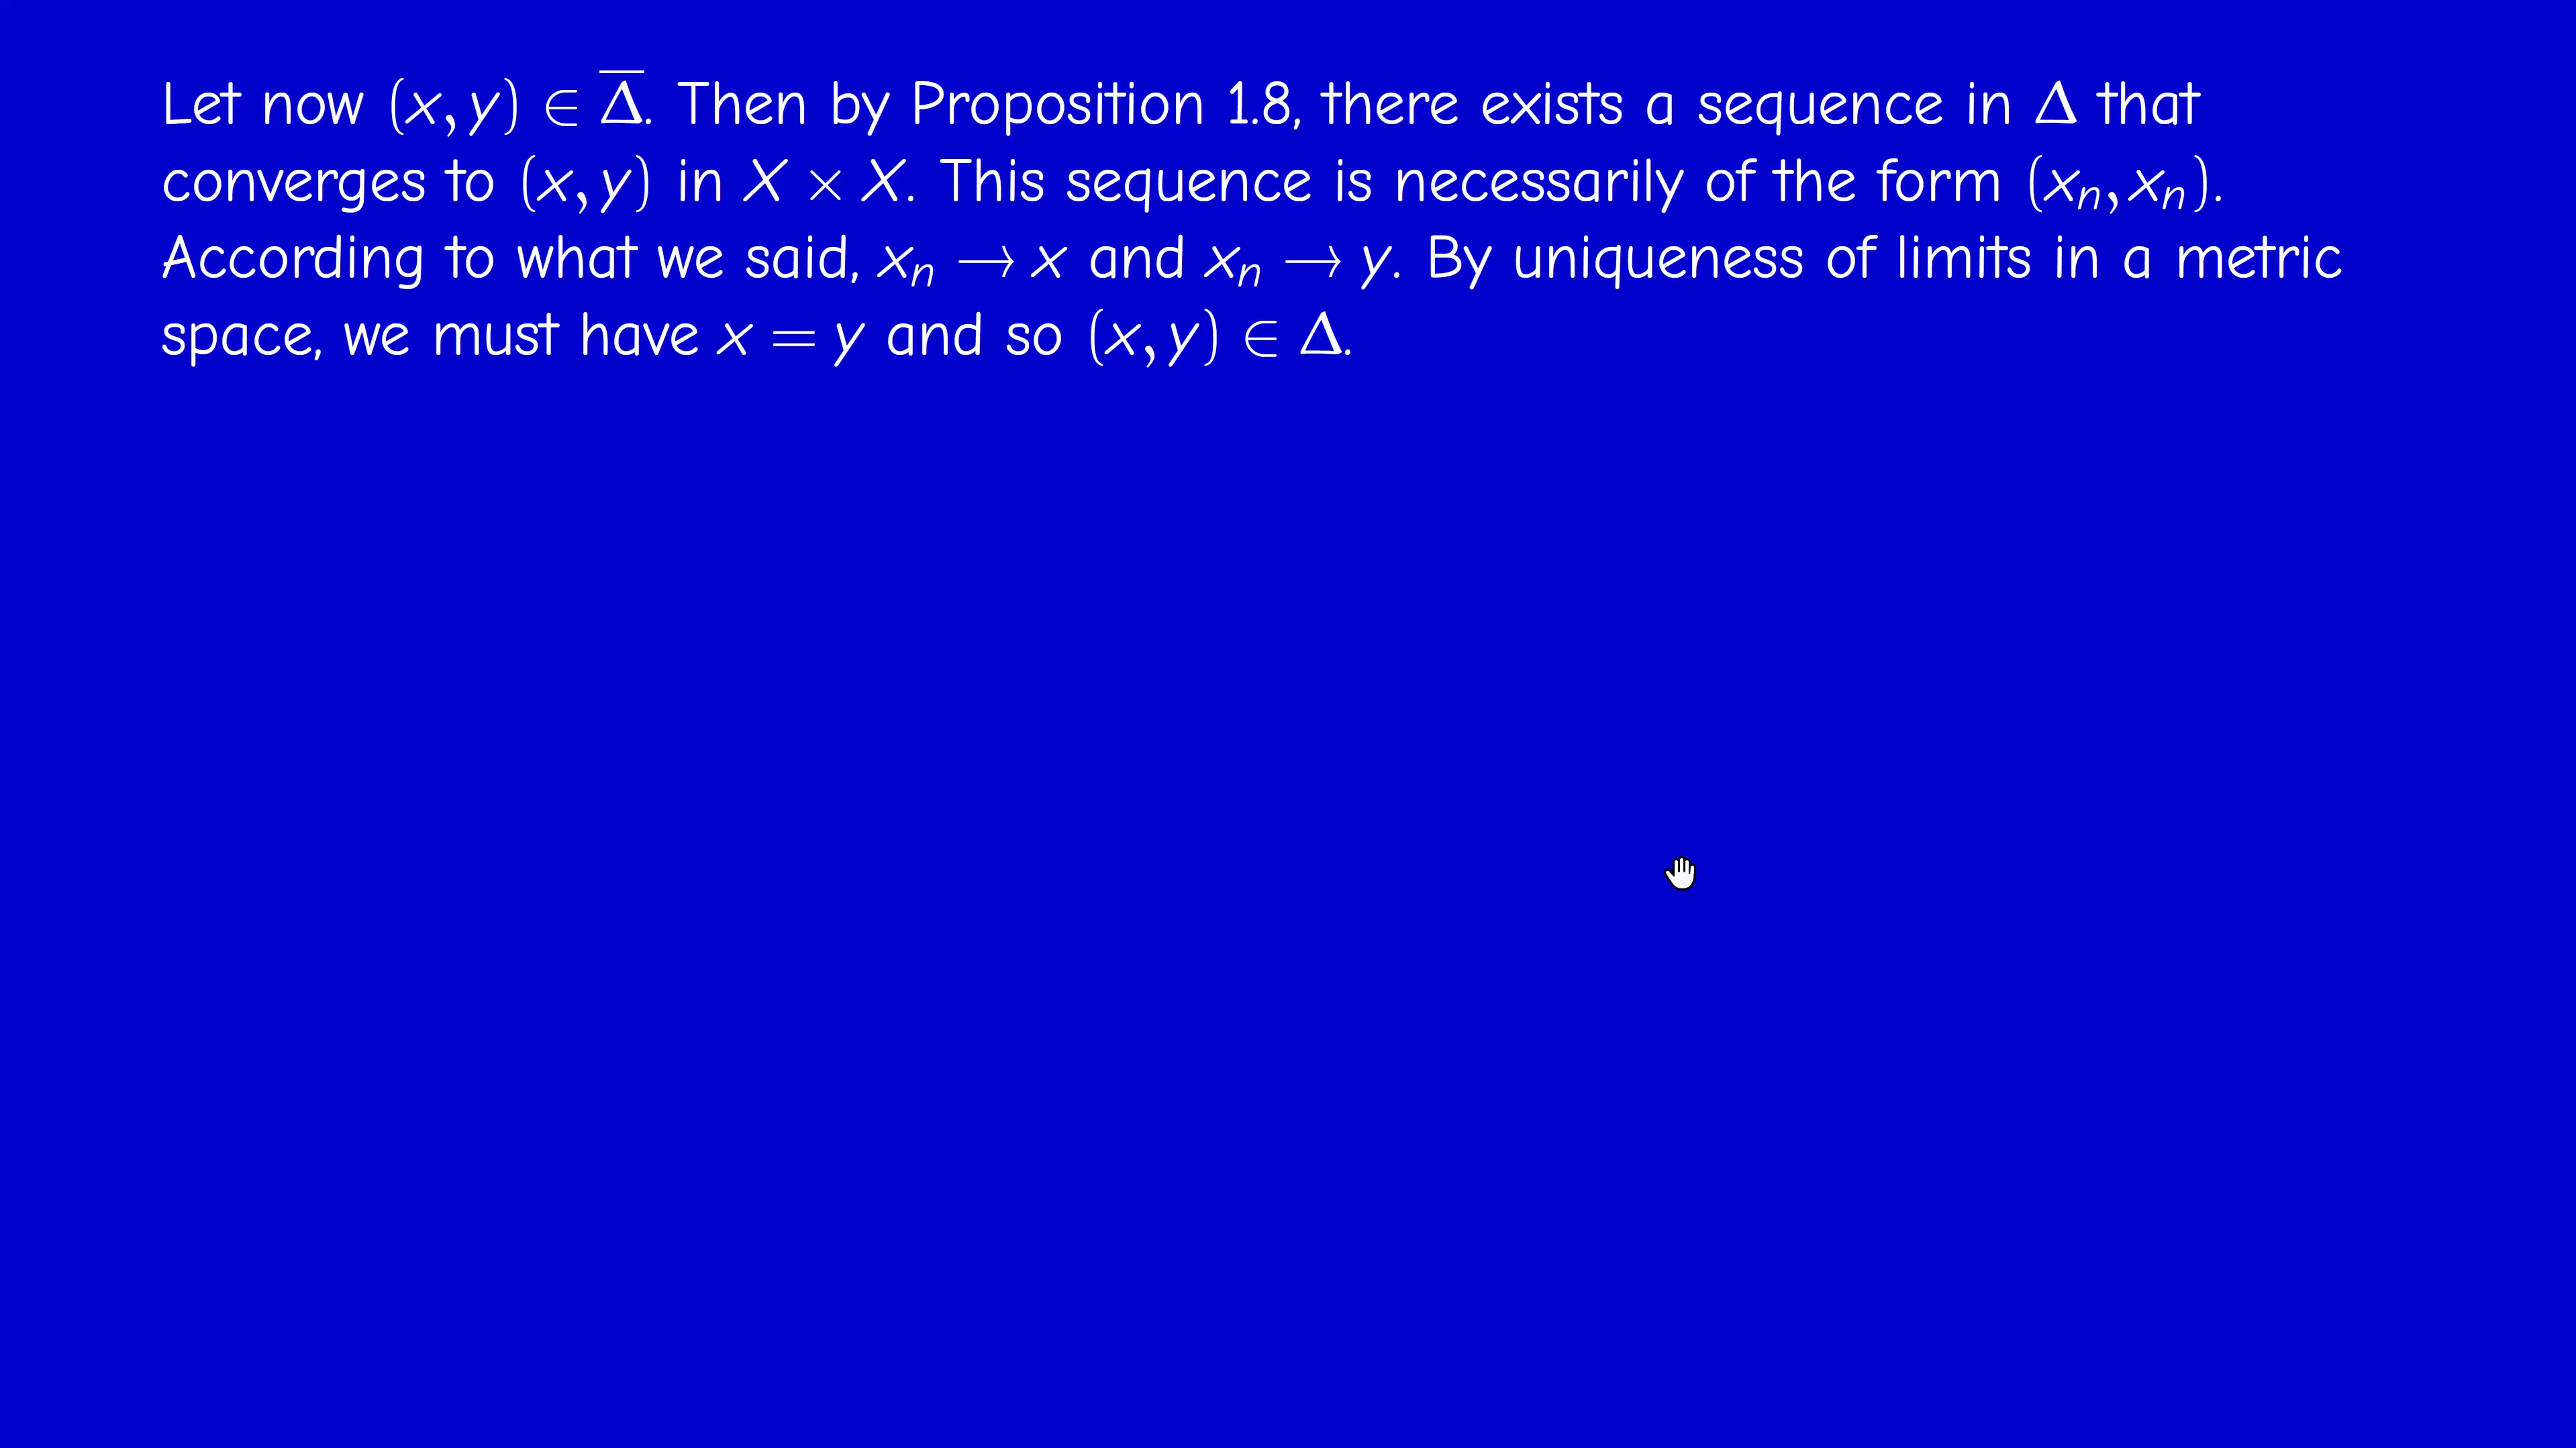 Let now (x, y) ∈ Δ̅. Then by Proposition 1.8, there exists a sequence in Δ that
converges to (x, y) in X × X. This sequence is necessarily of the form (xₙ, xₙ).
According to what we said, xₙ → x and xₙ → y. By uniqueness of limits in a metric
space, we must have x = y and so (x, y) ∈ Δ.